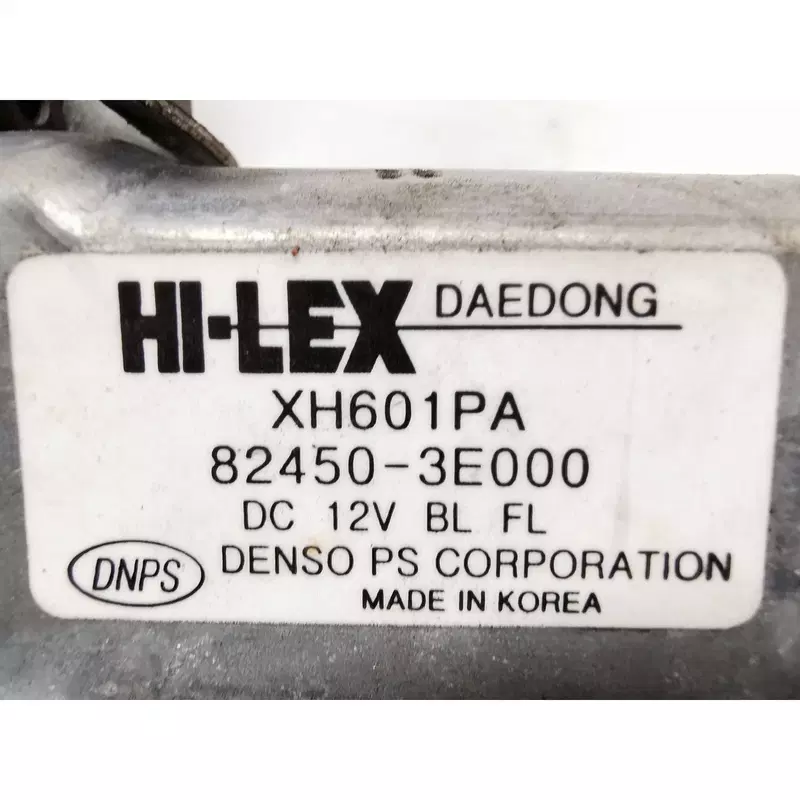 HI-LEX DAEDONG
XH601PA
82450-3E000
DC 12V BL FL
DNPS DENSO PS CORPORATION
MADE IN KOREA